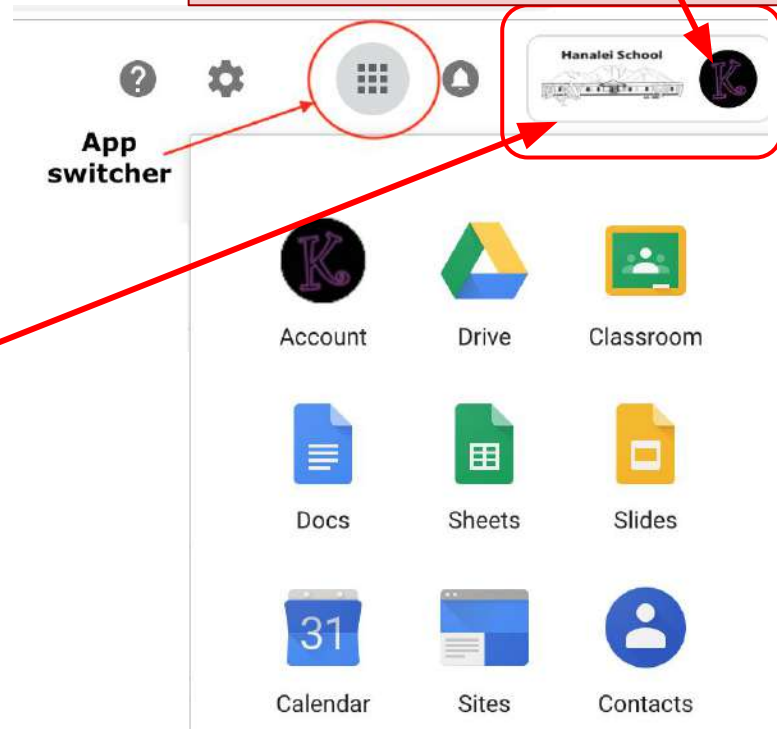 Hanalei School
K
App
switcher
K
Account Drive Classroom
Docs Sheets Slides
31
Calendar Sites Contacts